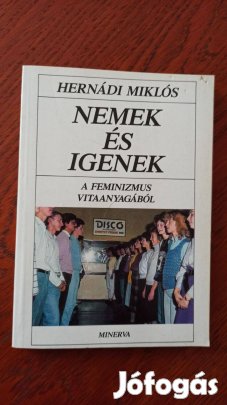 HERNÁDI MIKLÓS
NEMEK
ÉS
IGENEK
A FEMINIZMUS
VITAANYAGÁBÓL
DISCO
MINERVA
Jófogás